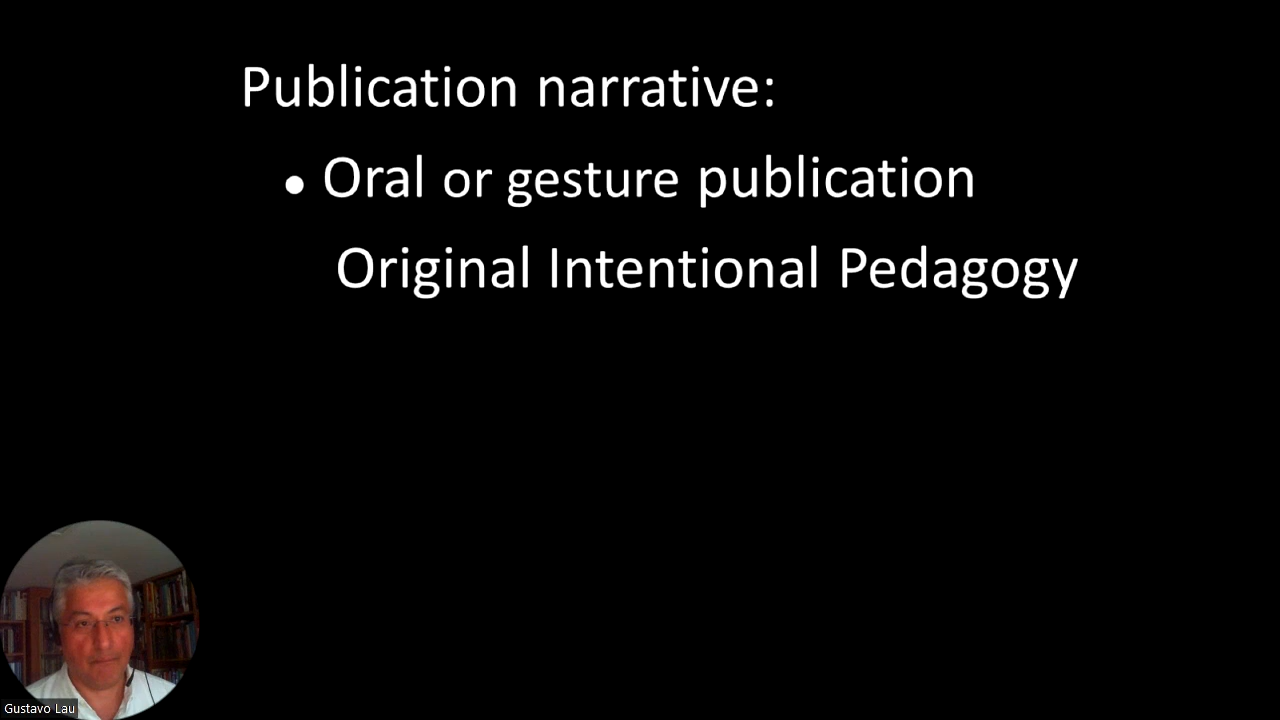 Publication narrative:
• Oral or gesture publication
Original Intentional Pedagogy
Gustavo Lau